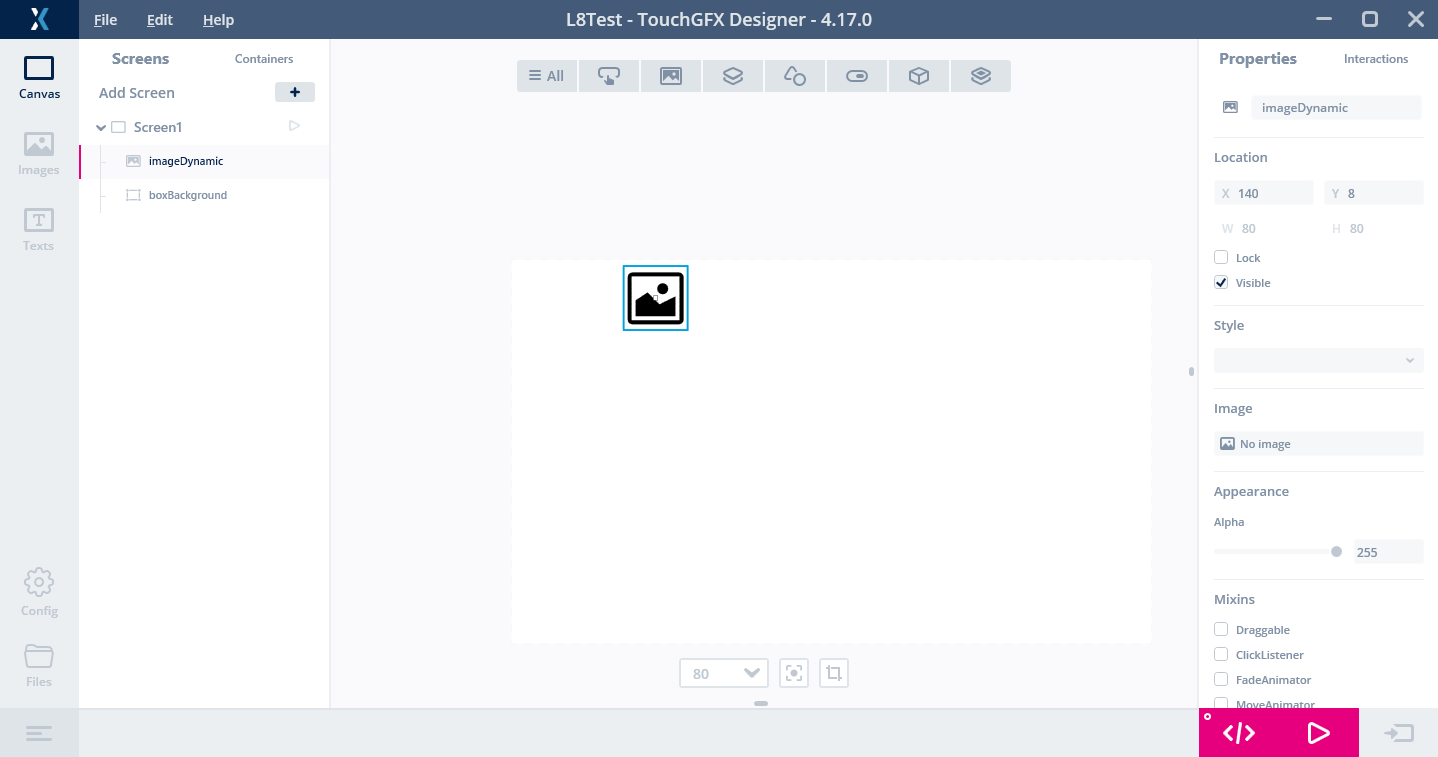 File Edit Help L8Test - TouchGFX Designer - 4.17.0
Canvas
Images
Texts
Config
Files
Screens Containers
Add Screen
Screen1
imageDynamic
boxBackground
All
80
Properties Interactions
imageDynamic
Location
X 140 Y 8
W 80 H 80
Lock
Visible
Style
Image
No image
Appearance
Alpha
255
Mixins
Draggable
ClickListener
FadeAnimator
MoveAnimator